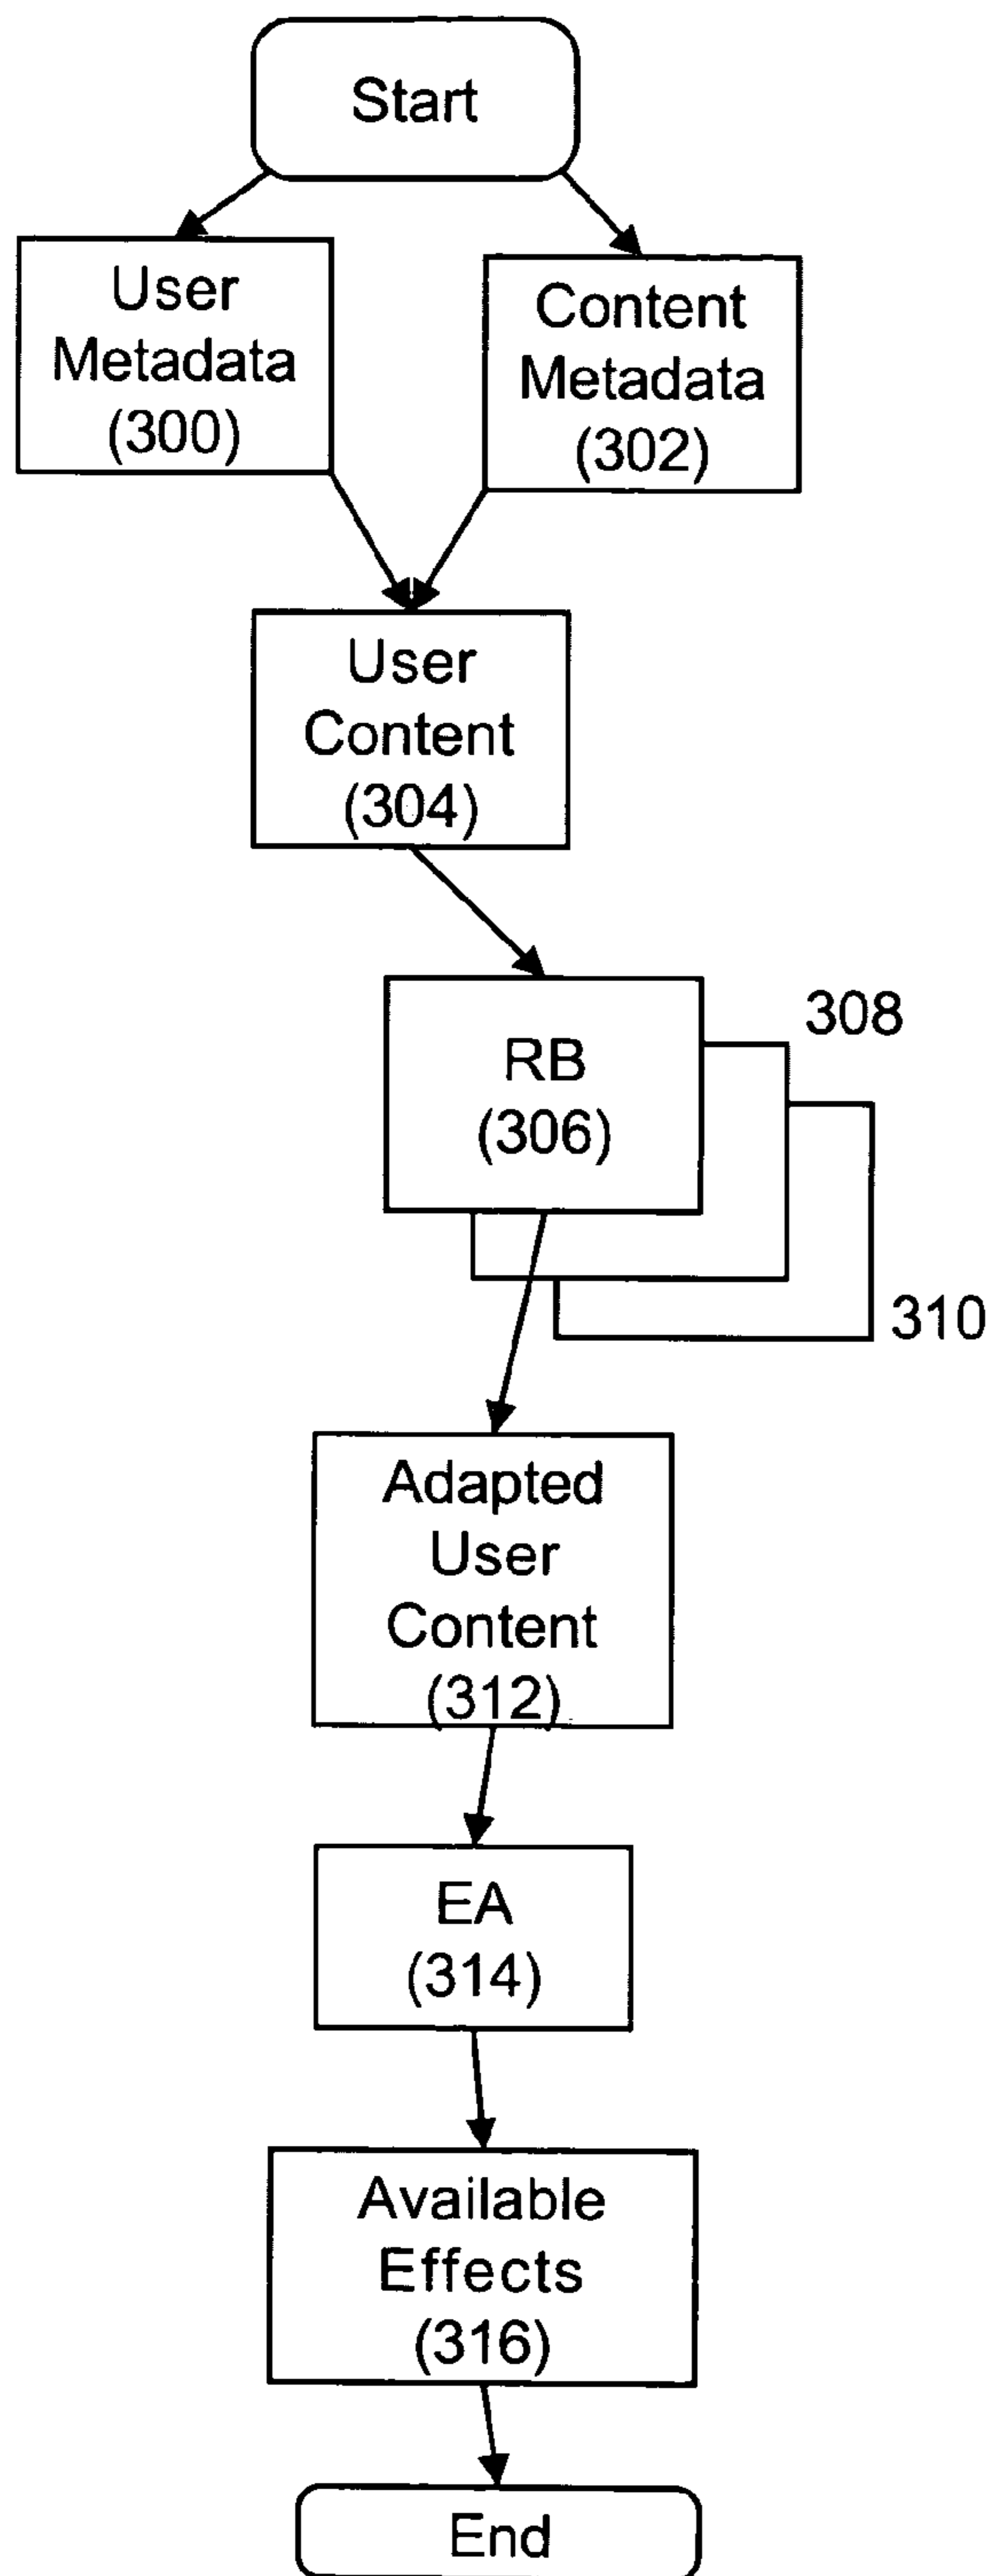 Start
User
Metadata
(300)
Content
Metadata
(302)
User
Content
(304)
RB
(306)
308
310
Adapted
User
Content
(312)
EA
(314)
Available
Effects
(316)
End